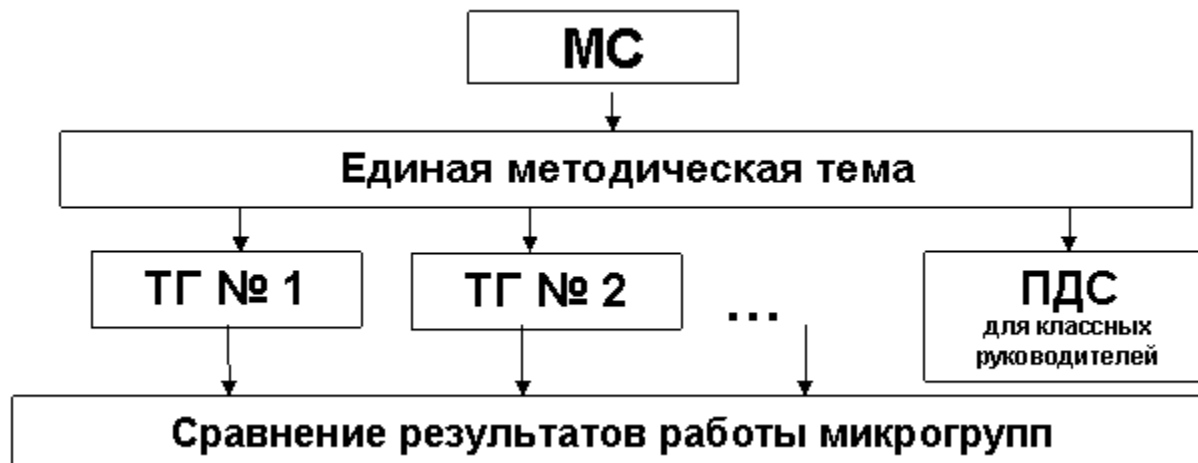 МС
Единая методическая тема
ТГ № 1
ТГ № 2
...
ПДС
для классных
руководителей
Сравнение результатов работы микрогрупп